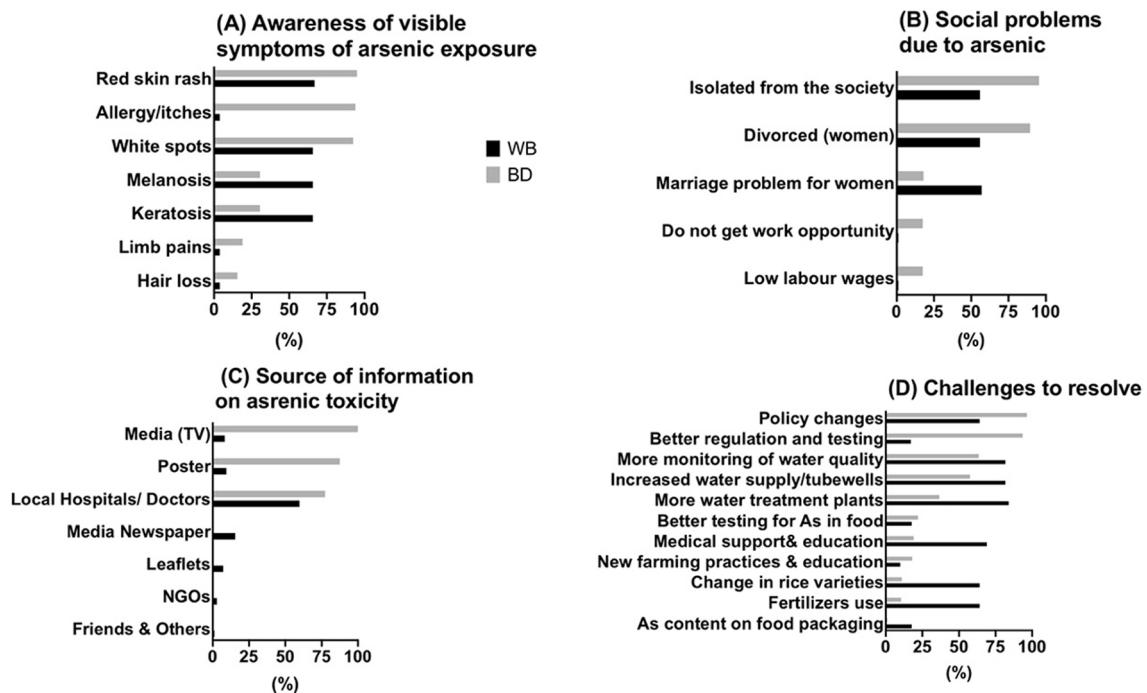 (A) Awareness of visible
symptoms of arsenic exposure
Red skin rash
Allergy/itches
White spots
Melanosis
Keratosis
Limb pains
Hair loss
0 25 50 75 100
(%)
WB
BD
(B) Social problems
due to arsenic
Isolated from the society
Divorced (women)
Marriage problem for women
Do not get work opportunity
Low labour wages
0 25 50 75 100
(%)
(C) Source of information
on asrenic toxicity
Media (TV)
Poster
Local Hospitals/ Doctors
Media Newspaper
Leaflets
NGOs
Friends & Others
0 25 50 75 100
(%)
(D) Challenges to resolve
Policy changes
Better regulation and testing
More monitoring of water quality
Increased water supply/tubewells
More water treatment plants
Better testing for As in food
Medical support& education
New farming practices & education
Change in rice varieties
Fertilizers use
As content on food packaging
0 25 50 75 100
(%)